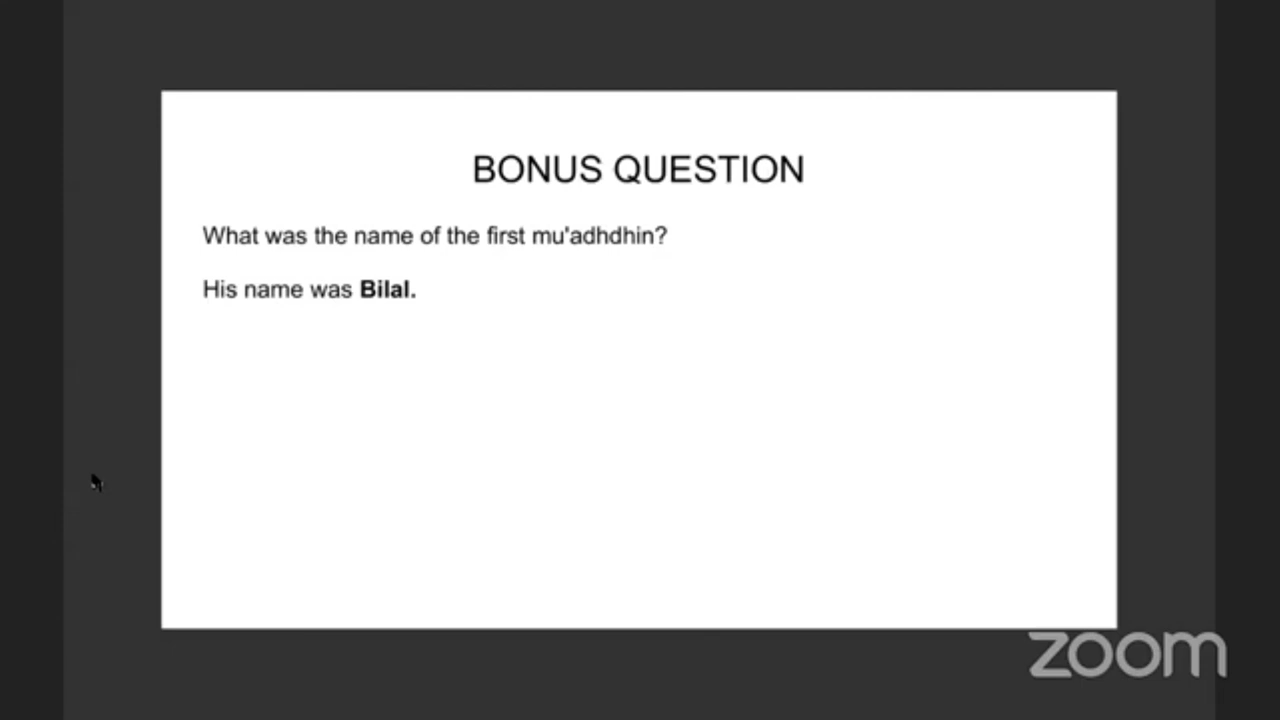 BONUS QUESTION
What was the name of the first mu'adhdhin?
His name was Bilal.
zoom